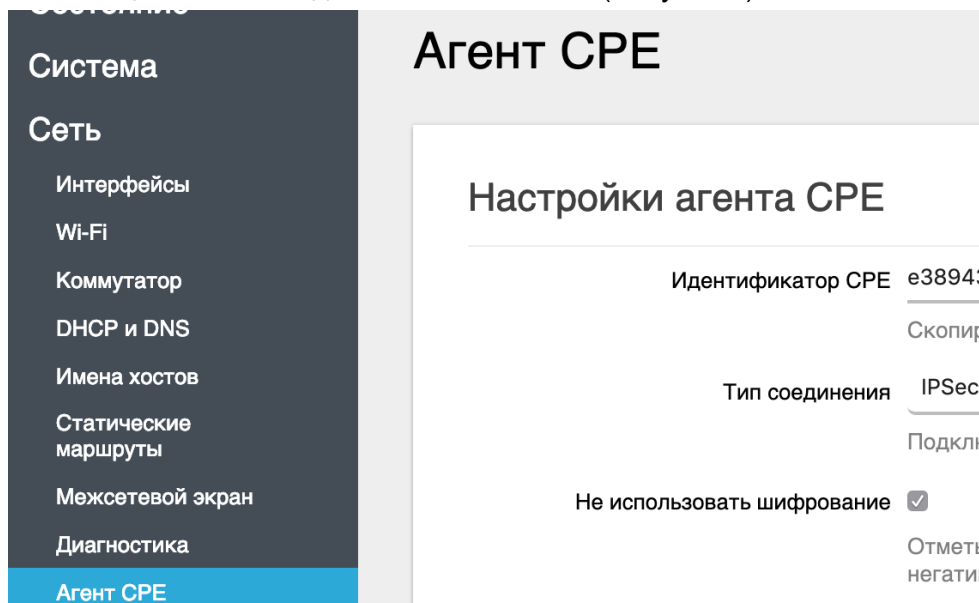 Система
Сеть
Интерфейсы
Wi-Fi
Коммутатор
DHCP и DNS
Имена хостов
Статические
маршруты
Межсетевой экран
Диагностика
Агент CPE
Агент CPE
Настройки агента CPE
Идентификатор CPE
Тип соединения IPSec
Не использовать шифрование